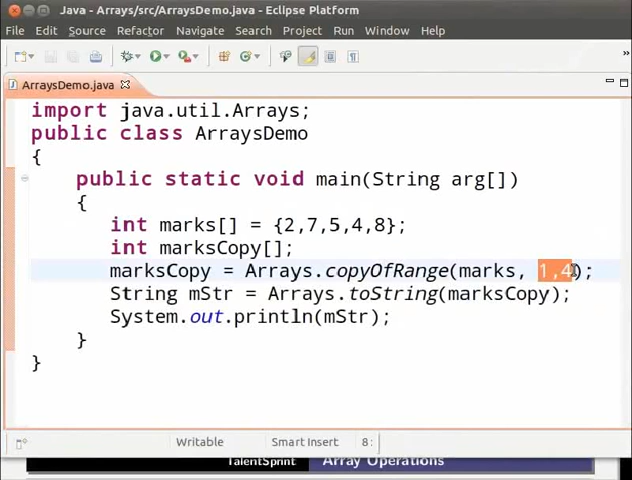 Java - Arrays/src/ArraysDemo.java - Eclipse Platform
File Edit Source Refactor Navigate Search Project Run Window Help
ArraysDemo.java
import java.util.Arrays;
public class ArraysDemo
{
public static void main(String arg[])
{
int marks[] = {2,7,5,4,8};
int marksCopy[];
marksCopy = Arrays.copyOfRange(marks, 1,4);
String mStr = Arrays.toString(marksCopy);
System.out.println(mStr);
}
}
Writable Smart Insert 8:
TalentSprint Array Operations